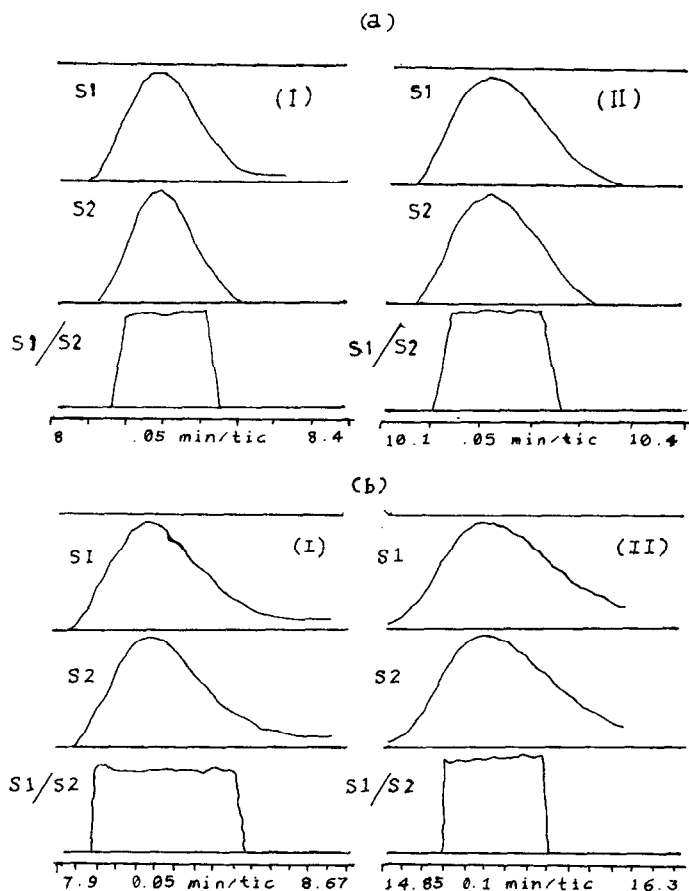 (a)
S1 (I)
S2
S1/S2
8 .05 min/tic 8.4
S1 (II)
S2
S1/S2
10.1 .05 min/tic 10.4
(b)
SI (I)
S2
S1/S2
7.9 0.05 min/tic 8.67
S1 (II)
S2
S1/S2
14.85 0.1 min/tic 16.3